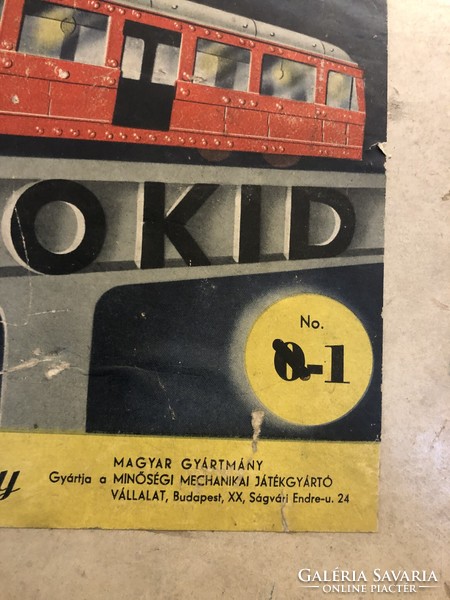 OKID
No.
0-1
y
MAGYAR GYÁRTMÁNY
Gyártja a MINŐSÉGI MECHANIKAI JÁTÉKGYÁRTÓ
VÁLLALAT, Budapest, XX, Ságvári Endre-u. 24
GALÉRIA SAVARIA
ONLINE PIACTÉR